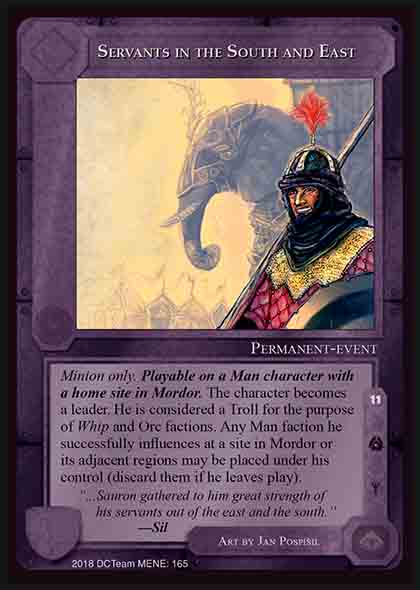 Servants in the South and East
Permanent-event
Minion only. Playable on a Man character with
a home site in Mordor. The character becomes
a leader. He is considered a Troll for the purpose
of Whip and Orc factions. Any Man faction he
successfully influences at a site in Mordor or
its adjacent regions may be placed under his
control (discard them if he leaves play).
"...Sauron gathered to him great strength of
his servants out of the east and the south."
—Sil
11
Art by Jan Pospíšil
2018 DCTeam MENE: 165